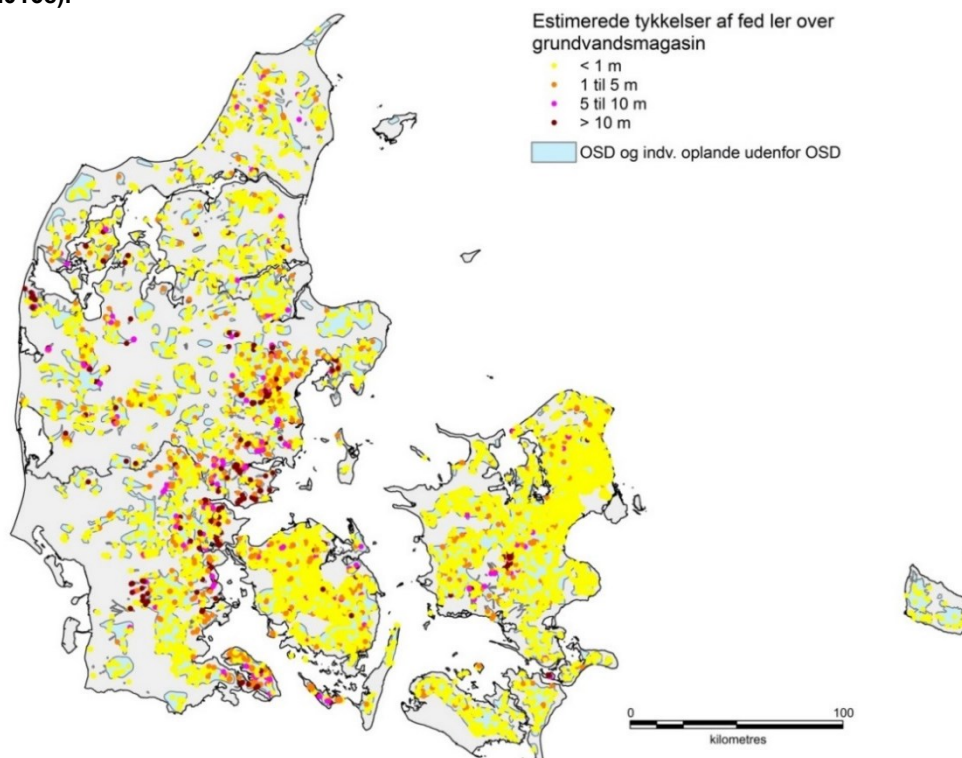 Estimerede tykkelser af fed ler over
grundvandsmagasin
< 1 m
1 til 5 m
5 til 10 m
> 10 m
OSD og indv. oplande udenfor OSD
0 100
kilometres